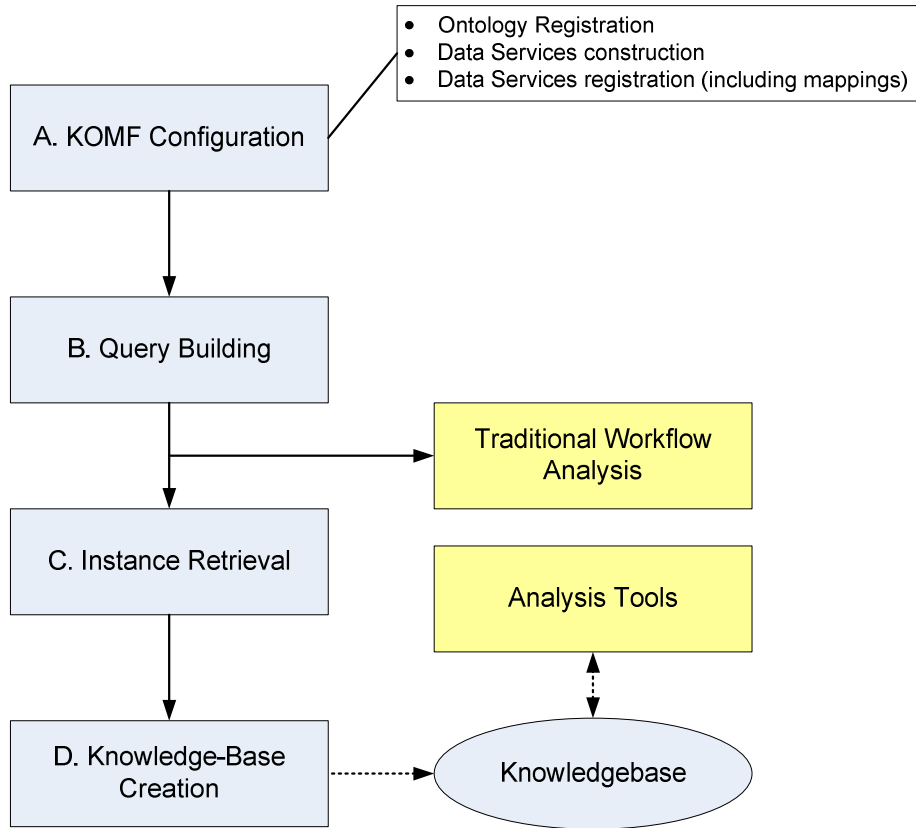 • Ontology Registration
• Data Services construction
• Data Services registration (including mappings)
A. KOMF Configuration
B. Query Building
Traditional Workflow
Analysis
C. Instance Retrieval
Analysis Tools
D. Knowledge-Base
Creation
Knowledgebase